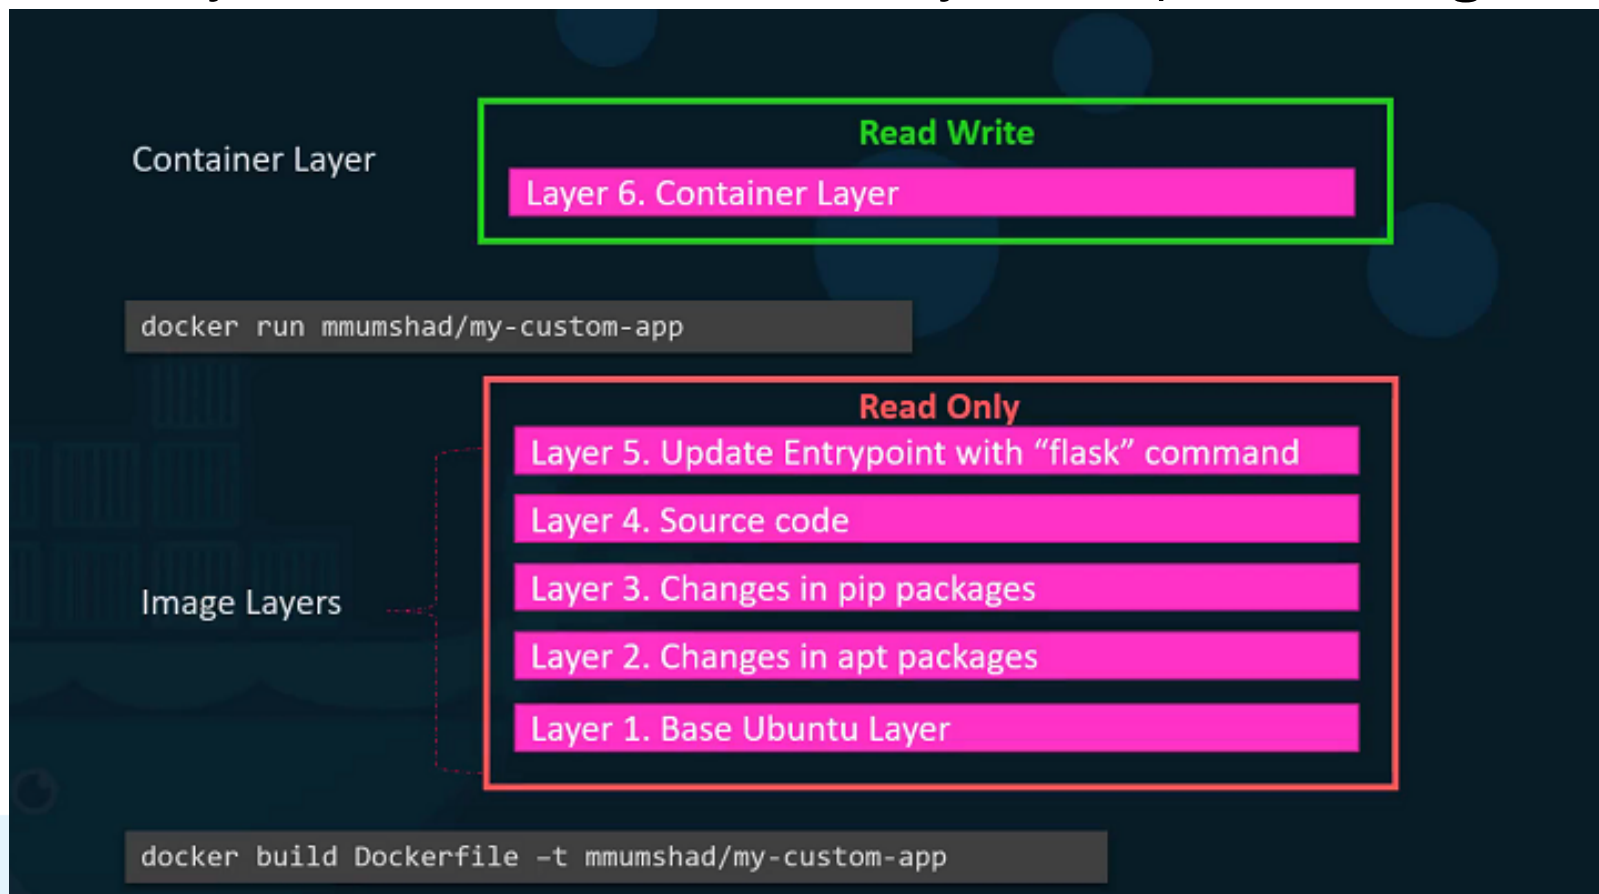 Container Layer
Read Write
Layer 6. Container Layer
docker run mmumshad/my-custom-app
Read Only
Layer 5. Update Entrypoint with “flask” command
Layer 4. Source code
Layer 3. Changes in pip packages
Image Layers
Layer 2. Changes in apt packages
Layer 1. Base Ubuntu Layer
docker build Dockerfile –t mmumshad/my-custom-app